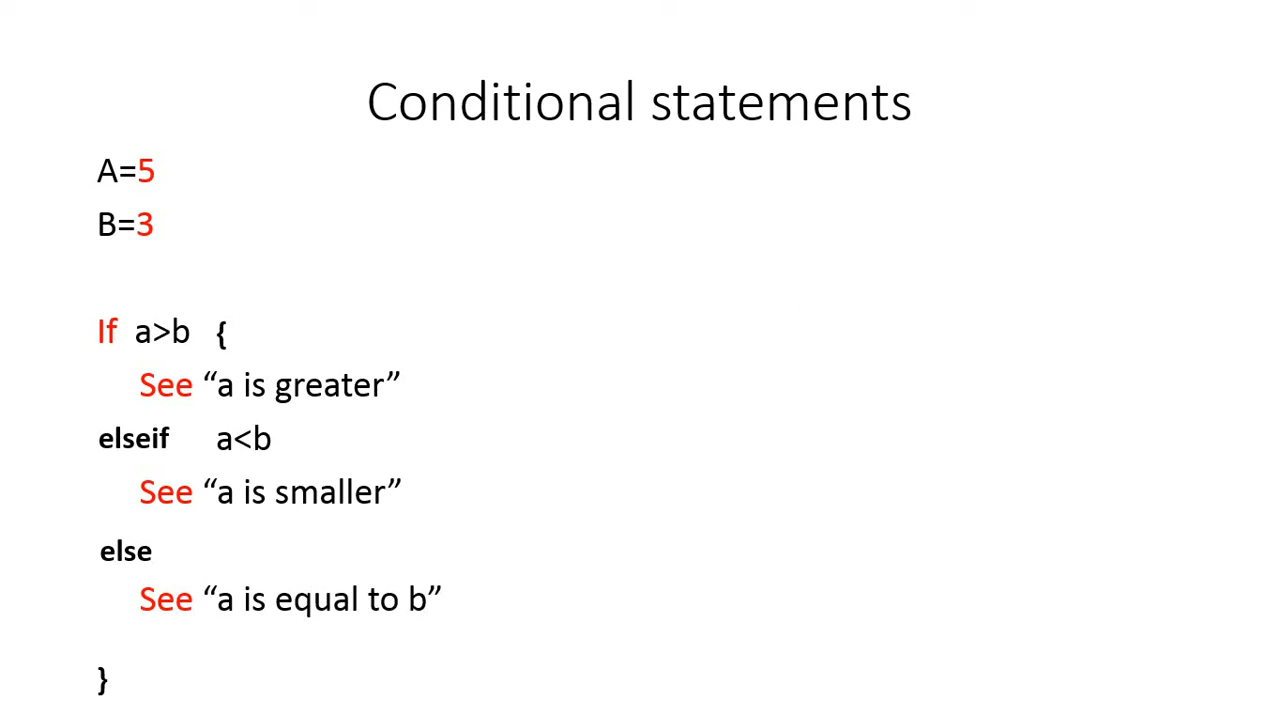 Conditional statements
A=5
B=3
If a>b {
See “a is greater”
elseif a<b
See “a is smaller”
else
See “a is equal to b”
}